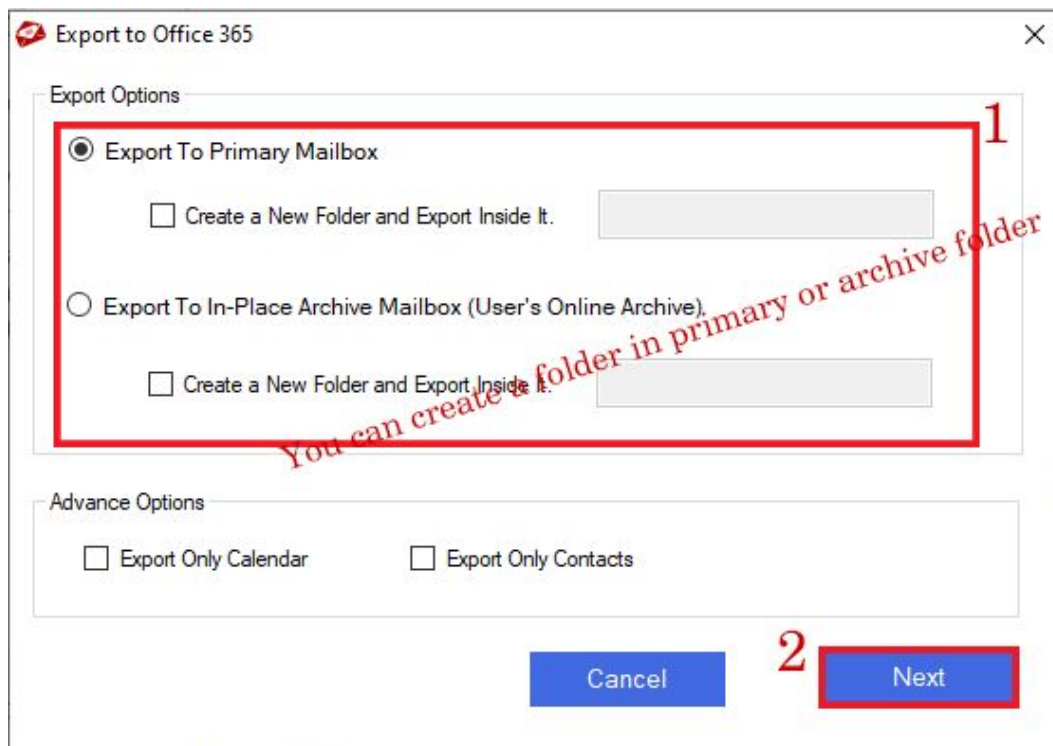 Export to Office 365
Export Options
1
Export To Primary Mailbox
Create a New Folder and Export Inside It.
Export To In-Place Archive Mailbox (User's Online Archive).
Create a New Folder and Export Inside It.
You can create a folder in primary or archive folder
Advance Options
Export Only Calendar
Export Only Contacts
Cancel
2
Next